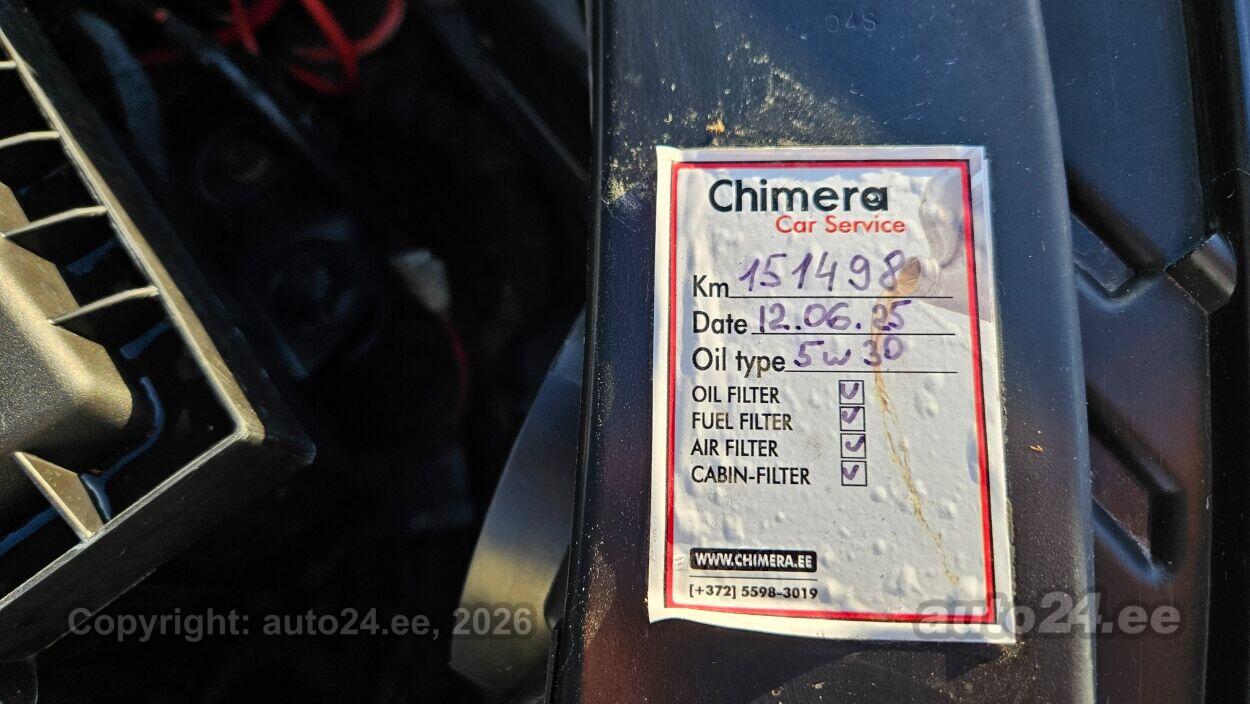 04S
Chimera
Car Service
Km 151498
Date 12.06.25
Oil type 5w30
OIL FILTER
FUEL FILTER
AIR FILTER
CABIN-FILTER
WWW.CHIMERA.EE
[+372] 5598-3019
Copyright: auto24.ee, 2026
auto24.ee